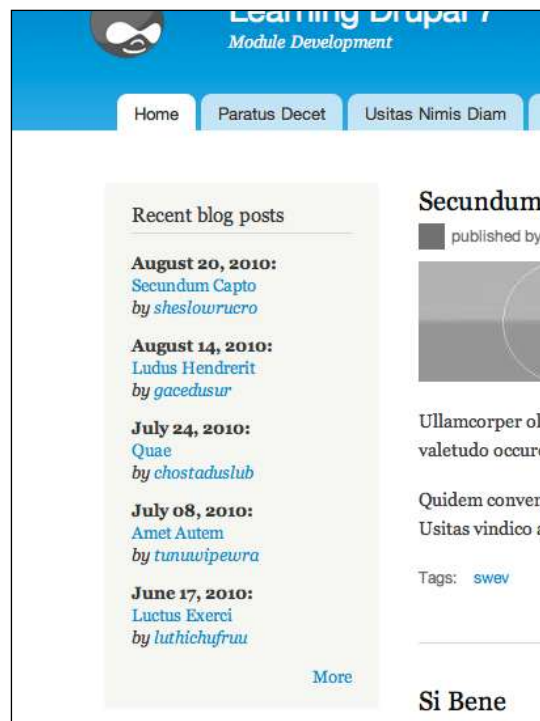 Learning Drupal 7
Module Development
Home
Paratus Decet
Usitas Nimis Diam
Recent blog posts
August 20, 2010:
Secundum Capto
by sheslowrucro
August 14, 2010:
Ludus Hendrerit
by gacedusur
July 24, 2010:
Quae
by chostaduslub
July 08, 2010:
Amet Autem
by tunuwipewra
June 17, 2010:
Luctus Exerci
by luthichufruu
More
Secundum
published by
Ullamcorper
valetudo
Quidem
Usitas vindico
Tags: swev
Si Bene